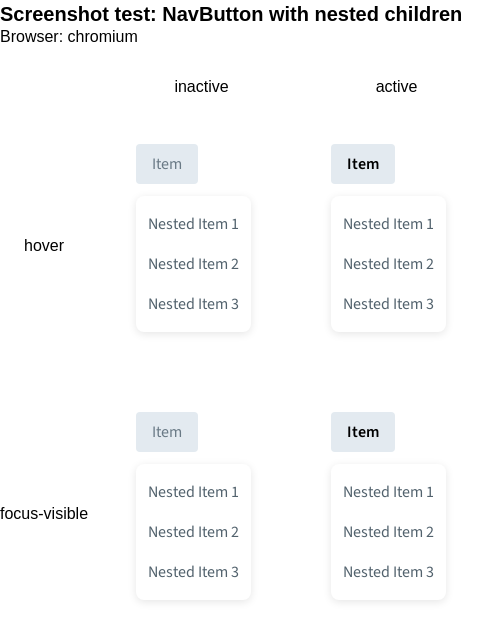 Screenshot test: NavButton with nested children
Browser: chromium
inactive active
Item Item
hover
Nested Item 1 Nested Item 1
Nested Item 2 Nested Item 2
Nested Item 3 Nested Item 3
Item Item
focus-visible
Nested Item 1 Nested Item 1
Nested Item 2 Nested Item 2
Nested Item 3 Nested Item 3